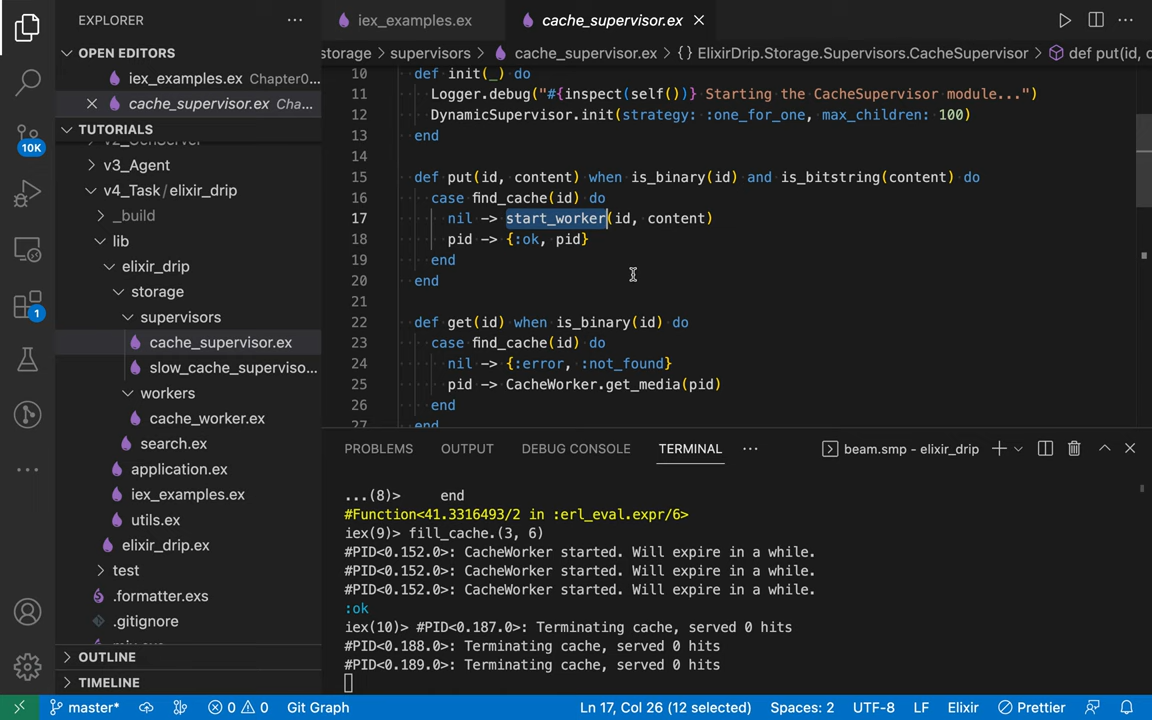 EXPLORER
OPEN EDITORS
iex_examples.ex Chapter0...
cache_supervisor.ex Cha...
TUTORIALS
v3_Agent
v4_Task/elixir_drip
_build
lib
elixir_drip
storage
supervisors
cache_supervisor.ex
slow_cache_superviso...
workers
cache_worker.ex
search.ex
application.ex
iex_examples.ex
utils.ex
elixir_drip.ex
test
.formatter.exs
.gitignore
OUTLINE
TIMELINE
10K
1
iex_examples.ex
cache_supervisor.ex
storage > supervisors > cache_supervisor.ex > {} ElixirDrip.Storage.Supervisors.CacheSupervisor > def put(id, c
10 def init(_) do
11 Logger.debug("#{inspect(self())} Starting the CacheSupervisor module...")
12 DynamicSupervisor.init(strategy: :one_for_one, max_children: 100)
13 end
14
15 def put(id, content) when is_binary(id) and is_bitstring(content) do
16 case find_cache(id) do
17 nil -> start_worker(id, content)
18 pid -> {:ok, pid}
19 end
20 end
21
22 def get(id) when is_binary(id) do
23 case find_cache(id) do
24 nil -> {:error, :not_found}
25 pid -> CacheWorker.get_media(pid)
26 end
27 end
PROBLEMS OUTPUT DEBUG CONSOLE TERMINAL ... beam.smp - elixir_drip
...(8)> end
#Function<41.3316493/2 in :erl_eval.expr/6>
iex(9)> fill_cache.(3, 6)
#PID<0.152.0>: CacheWorker started. Will expire in a while.
#PID<0.152.0>: CacheWorker started. Will expire in a while.
#PID<0.152.0>: CacheWorker started. Will expire in a while.
:ok
iex(10)> #PID<0.187.0>: Terminating cache, served 0 hits
#PID<0.188.0>: Terminating cache, served 0 hits
#PID<0.189.0>: Terminating cache, served 0 hits
master* 0 0 Git Graph Ln 17, Col 26 (12 selected) Spaces: 2 UTF-8 LF Elixir Prettier